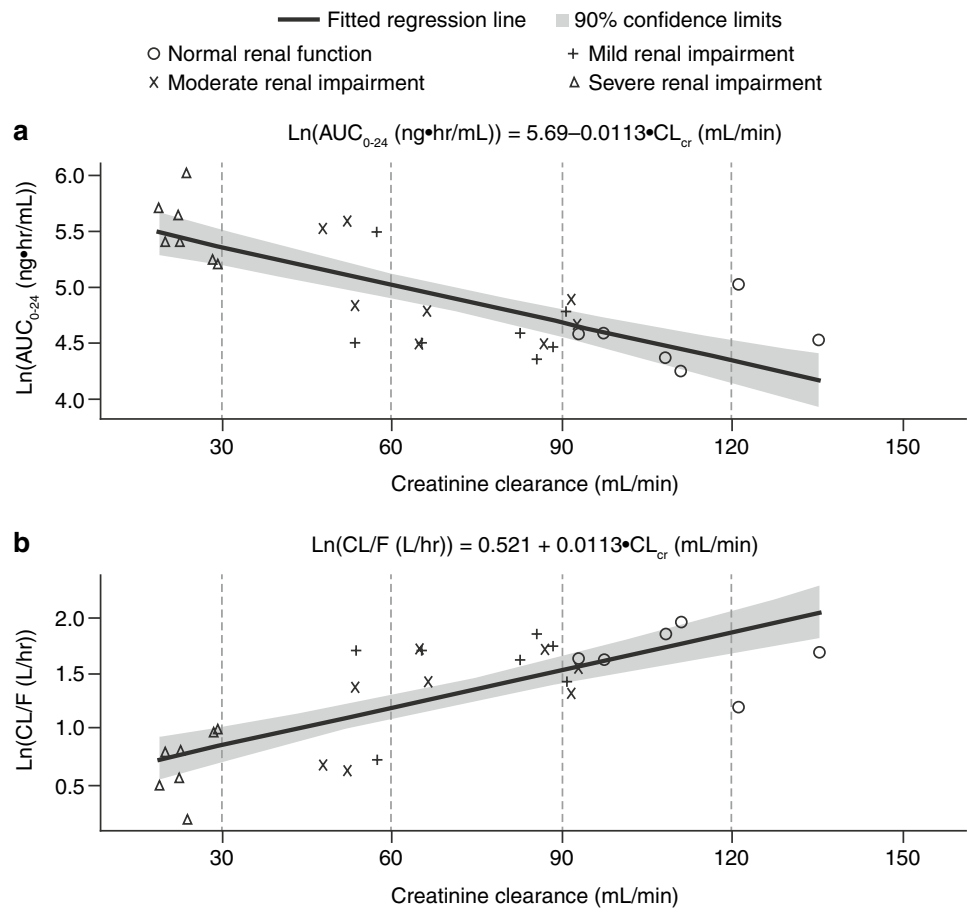 Fitted regression line 90% confidence limits
Normal renal function Mild renal impairment
Moderate renal impairment Severe renal impairment
a
Ln(AUC0-24 (ng•hr/mL)) = 5.69–0.0113•CLcr (mL/min)
Ln(AUC0-24 (ng•hr/mL))
6.0
5.5
5.0
4.5
4.0
30 60 90 120 150
Creatinine clearance (mL/min)
b
Ln(CL/F (L/hr)) = 0.521 + 0.0113•CLcr (mL/min)
Ln(CL/F (L/hr))
2.0
1.5
1.0
0.5
30 60 90 120 150
Creatinine clearance (mL/min)